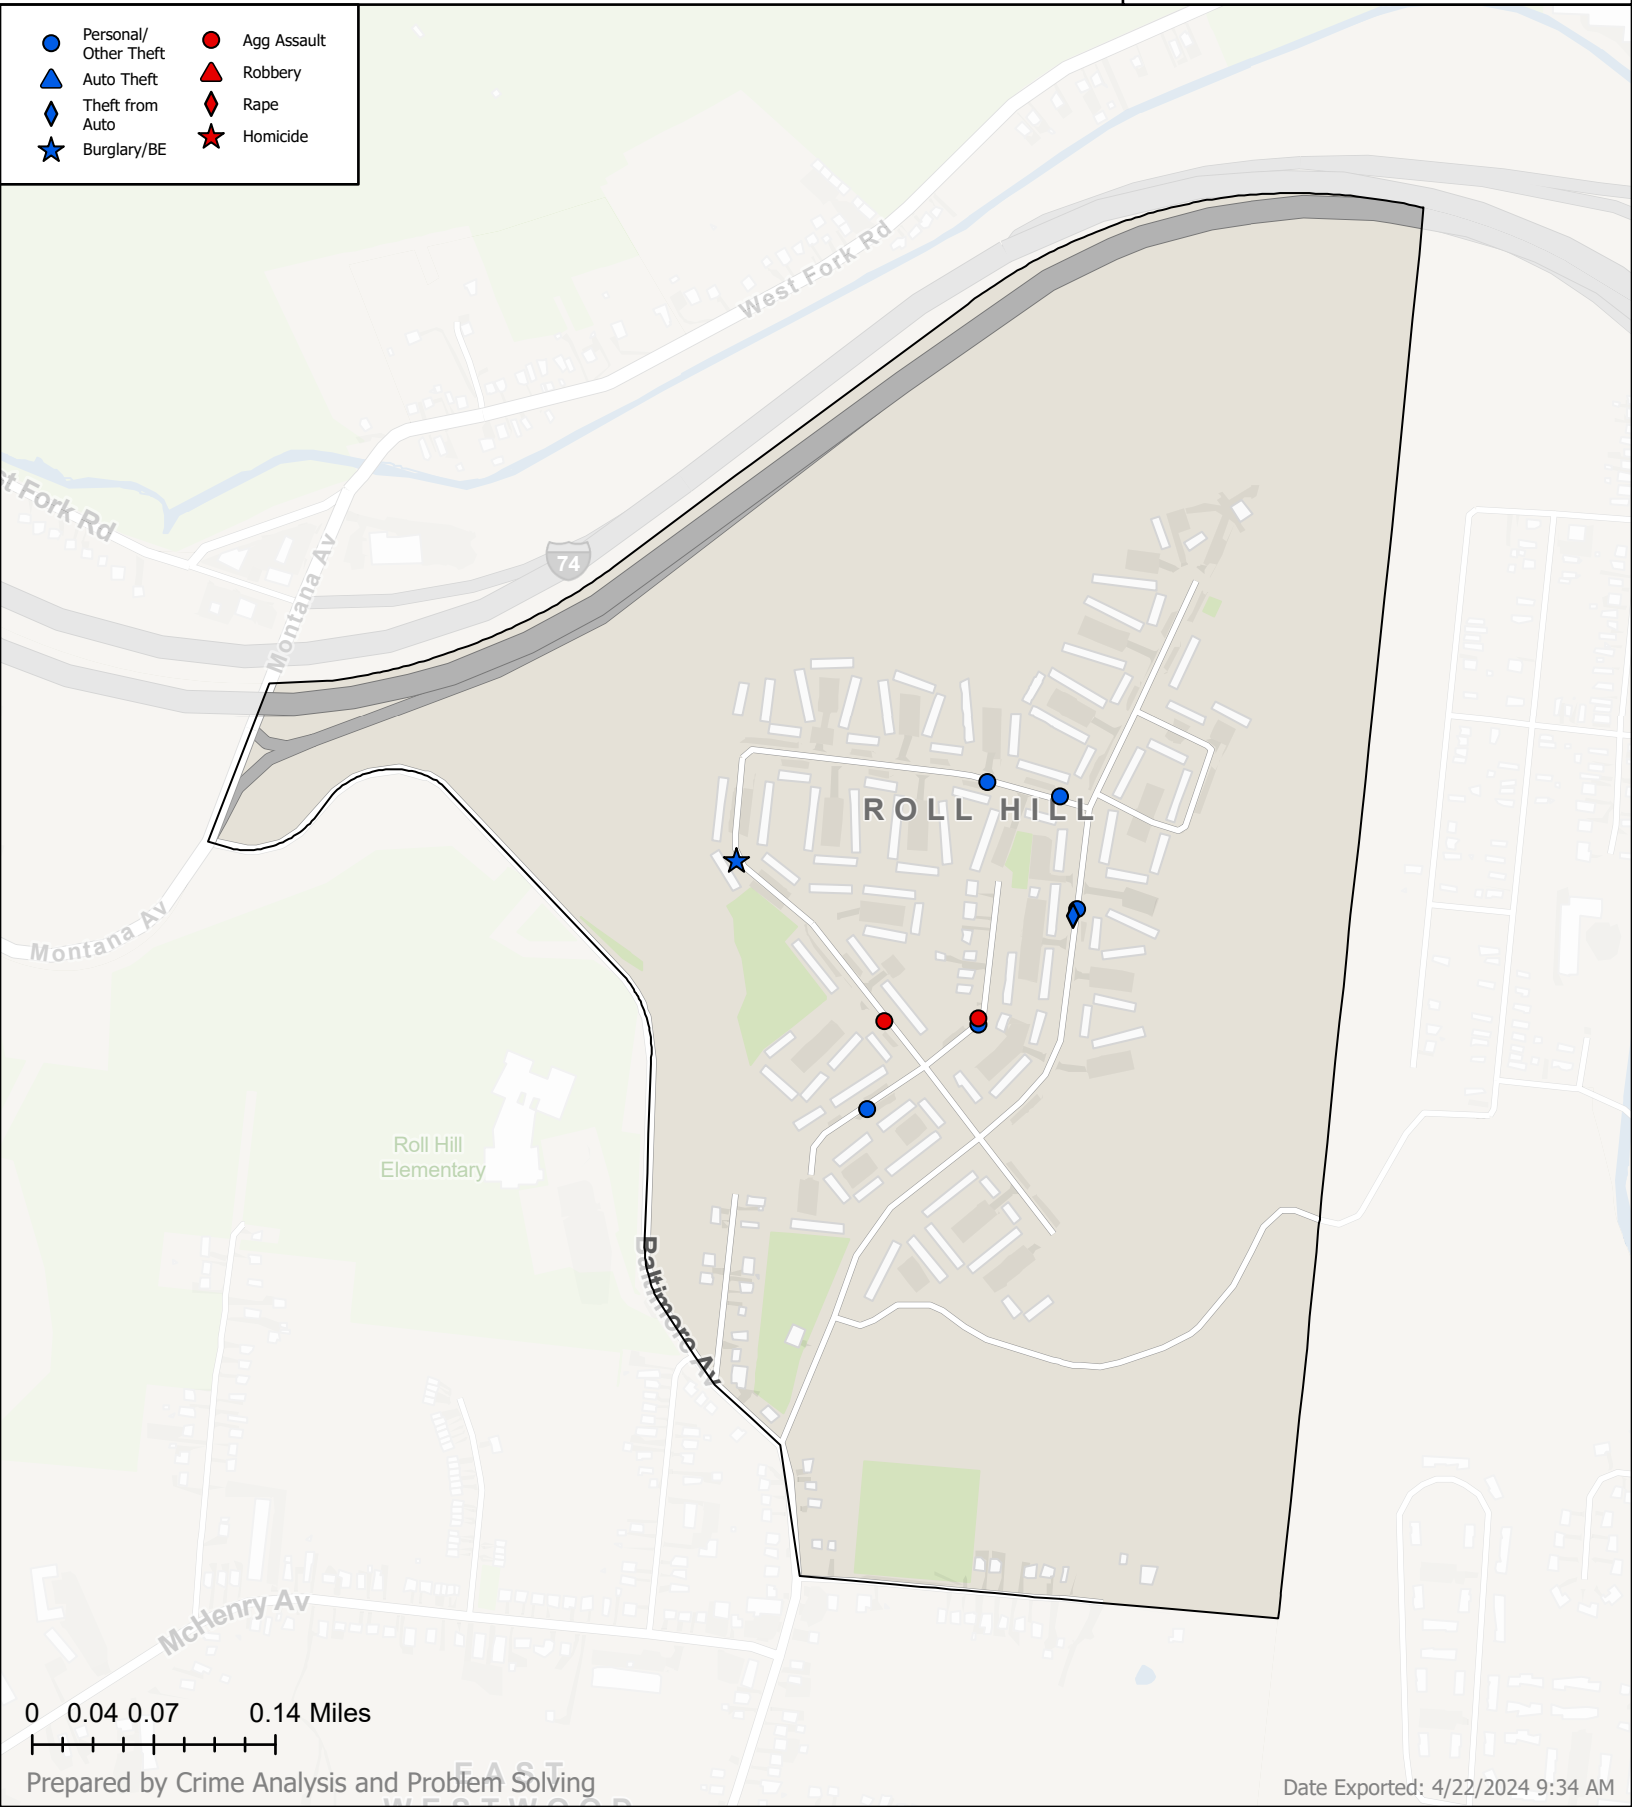 Personal/
Other Theft
Auto Theft
Theft from
Auto
Burglary/BE
Agg Assault
Robbery
Rape
Homicide
West Fork Rd
st Fork Rd
74
Montana Av
Montana Av
ROLL HILL
Roll Hill
Elementary
Baltimore Av
McHenry Av
0 0.04 0.07 0.14 Miles
EAST
WESTWOOD
Prepared by Crime Analysis and Problem Solving
Date Exported: 4/22/2024 9:34 AM